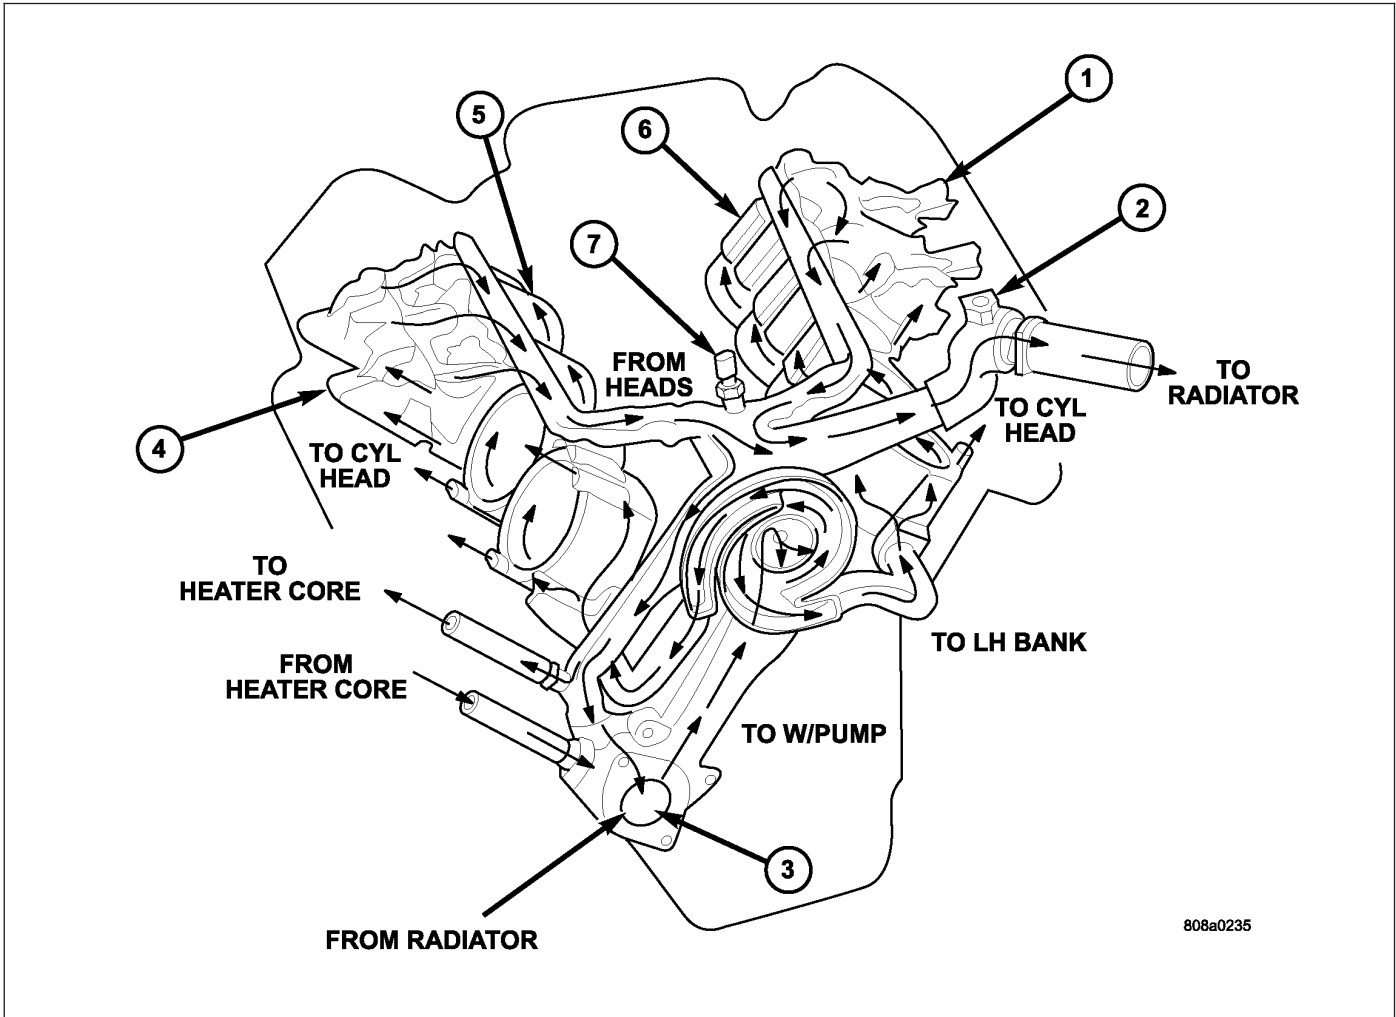 1
5
6
2
7
FROM
HEADS
TO
RADIATOR
TO CYL
HEAD
4
TO CYL
HEAD
TO
HEATER CORE
TO LH BANK
FROM
HEATER CORE
TO W/PUMP
3
FROM RADIATOR
808a0235